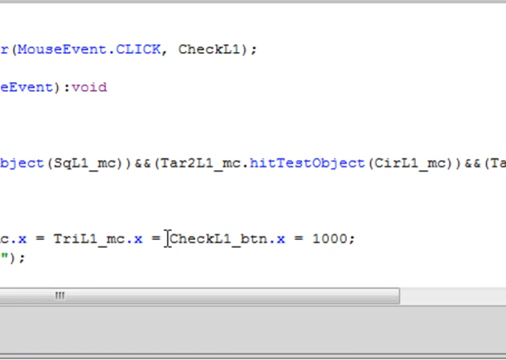 r(MouseEvent.CLICK, CheckL1);
eEvent):void
bject(SqL1_mc))&&(Tar2L1_mc.hitTestObject(CirL1_mc))&&(Ta
c.x = TriL1_mc.x = CheckL1_btn.x = 1000;
");